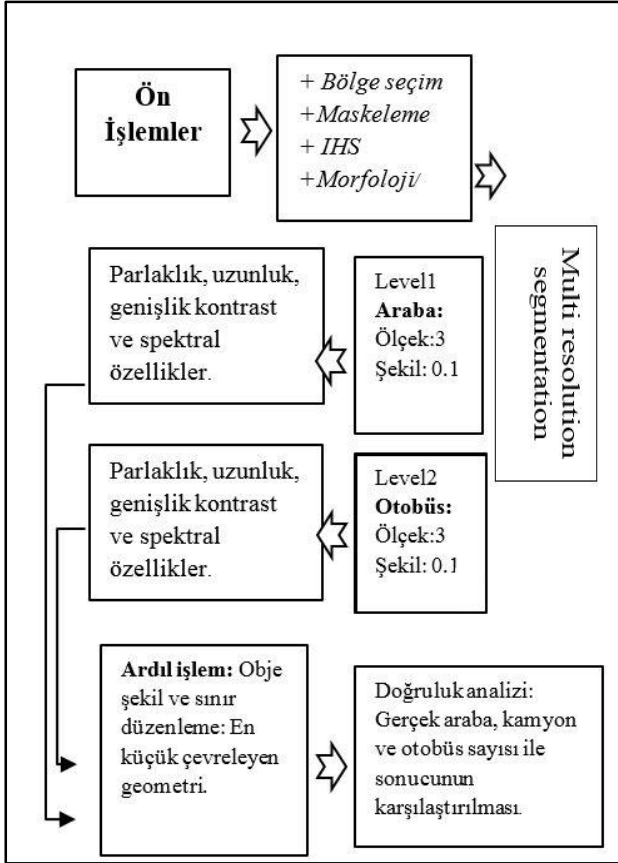 Ön
İşlemler
+ Bölge seçim
+Maskeleme
+ IHS
+Morfoloji/
Multi resolution
segmentation
Level1
Araba:
Ölçek:3
Şekil: 0.1
Parlaklık, uzunluk,
genişlik kontrast
ve spektral
özellikler.
Level2
Otobüs:
Ölçek:3
Şekil: 0.1
Parlaklık, uzunluk,
genişlik kontrast
ve spektral
özellikler.
Ardıl işlem: Obje
şekil ve sınır
düzenleme: En
küçük çevreleyen
geometri.
Doğruluk analizi:
Gerçek araba, kamyon
ve otobüs sayısı ile
sonucunun
karşılaştırılması.